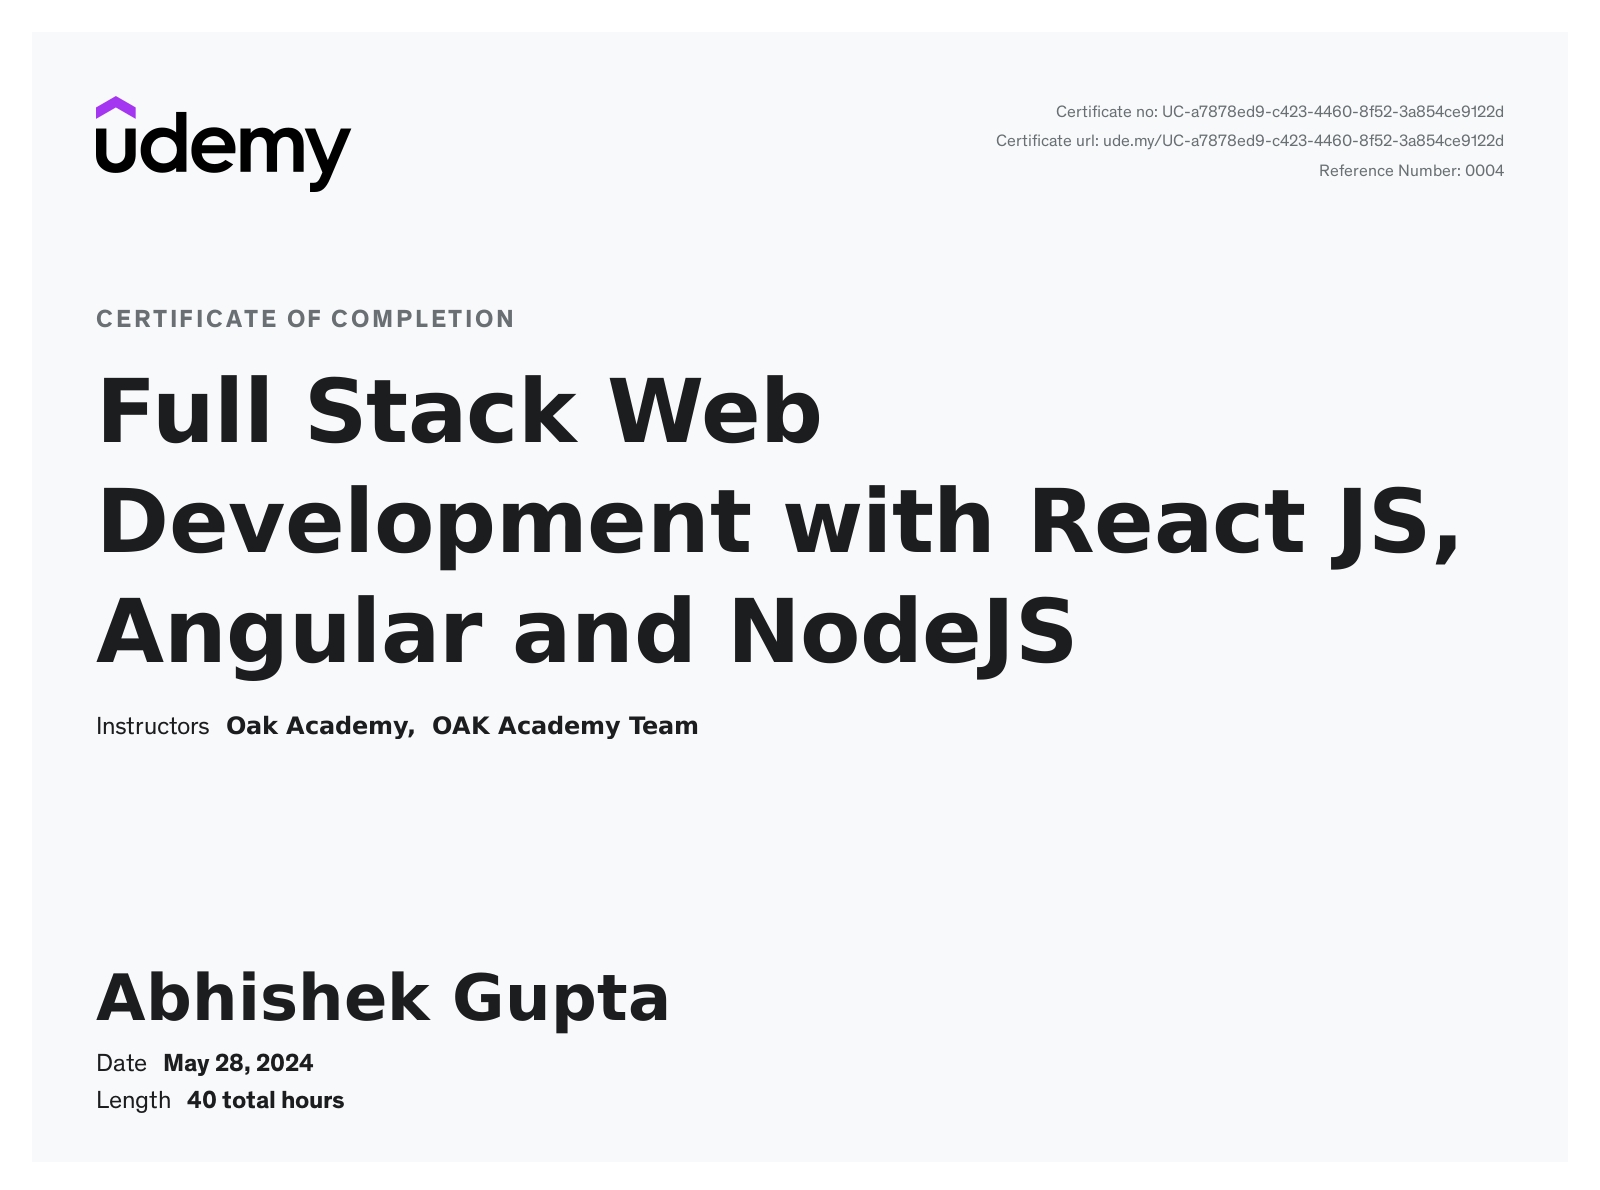 udemy
Certificate no: UC-a7878ed9-c423-4460-8f52-3a854ce9122d
Certificate url: ude.my/UC-a7878ed9-c423-4460-8f52-3a854ce9122d
Reference Number: 0004
CERTIFICATE OF COMPLETION
Full Stack Web
Development with React JS,
Angular and NodeJS
Instructors Oak Academy, OAK Academy Team
Abhishek Gupta
Date May 28, 2024
Length 40 total hours